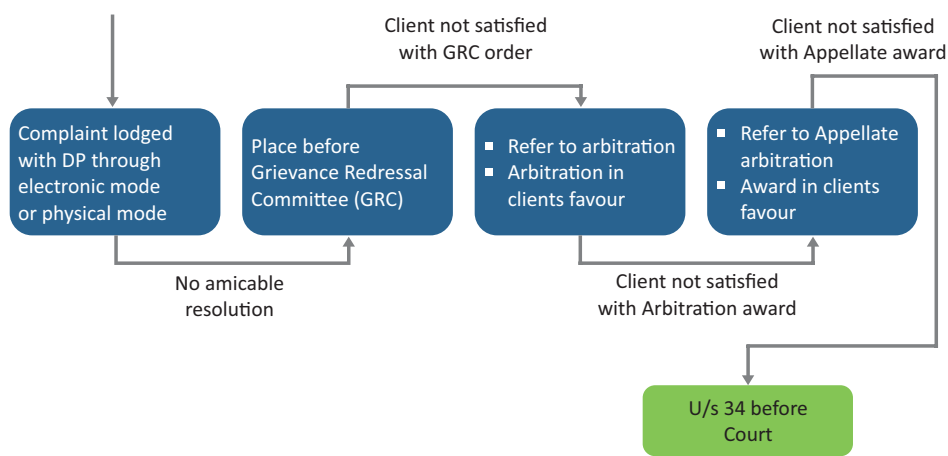 Client not satisfied
with GRC order
Client not satisfied
with Appellate award
Complaint lodged
with DP through
electronic mode
or physical mode
Place before
Grievance Redressal
Committee (GRC)
▪ Refer to arbitration
▪ Arbitration in
clients favour
▪ Refer to Appellate
arbitration
▪ Award in clients
favour
No amicable
resolution
Client not satisfied
with Arbitration award
U/s 34 before
Court